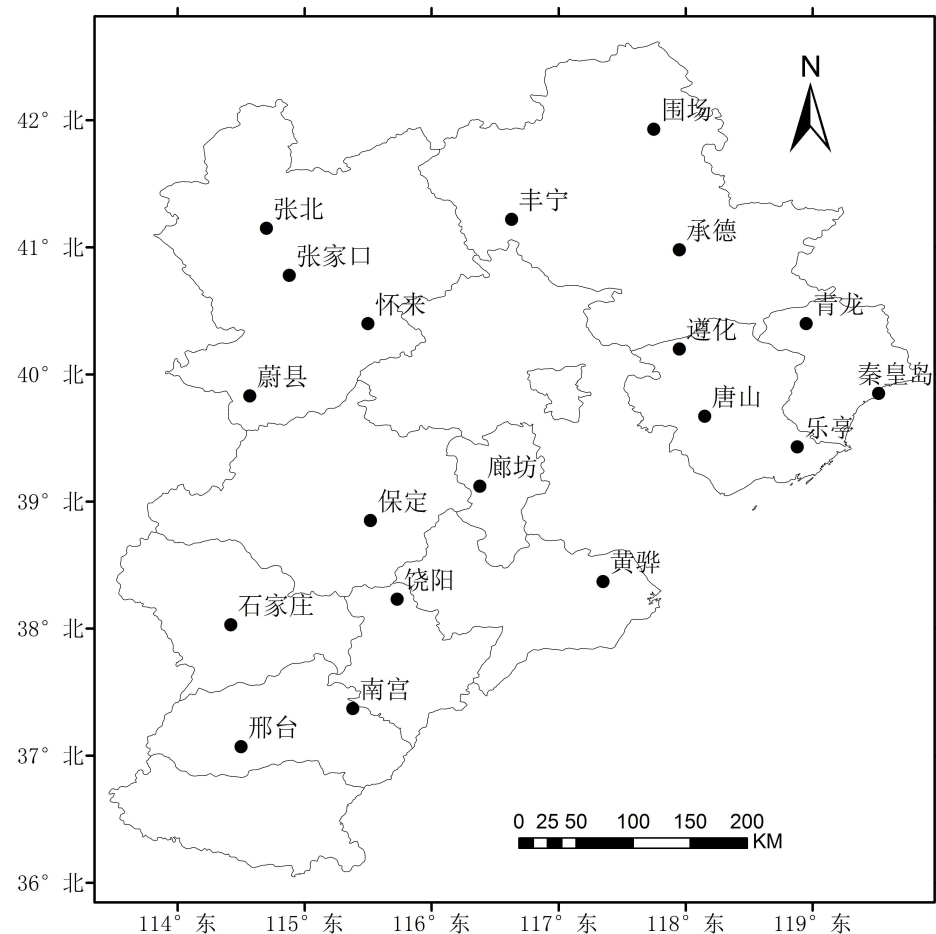 N
42° 北
围场
张北
丰宁
41° 北
承德
张家口
怀来
青龙
遵化
40° 北
蔚县
秦皇岛
唐山
乐亭
廊坊
39° 北
保定
黄骅
饶阳
石家庄
38° 北
南宫
邢台
37° 北
0 25 50 100 150 200
KM
36° 北
114° 东 115° 东 116° 东 117° 东 118° 东 119° 东